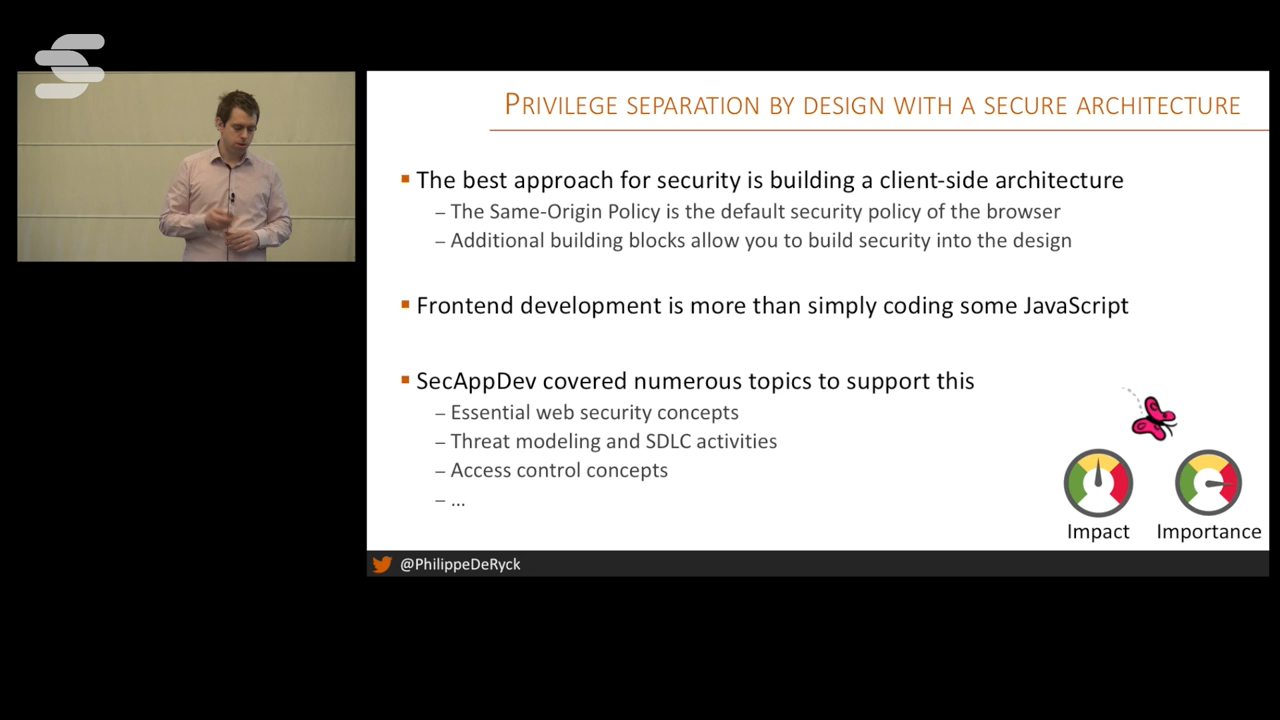 PRIVILEGE SEPARATION BY DESIGN WITH A SECURE ARCHITECTURE
▪ The best approach for security is building a client-side architecture
– The Same-Origin Policy is the default security policy of the browser
– Additional building blocks allow you to build security into the design
▪ Frontend development is more than simply coding some JavaScript
▪ SecAppDev covered numerous topics to support this
– Essential web security concepts
– Threat modeling and SDLC activities
– Access control concepts
– ...
Impact Importance
@PhilippeDeRyck